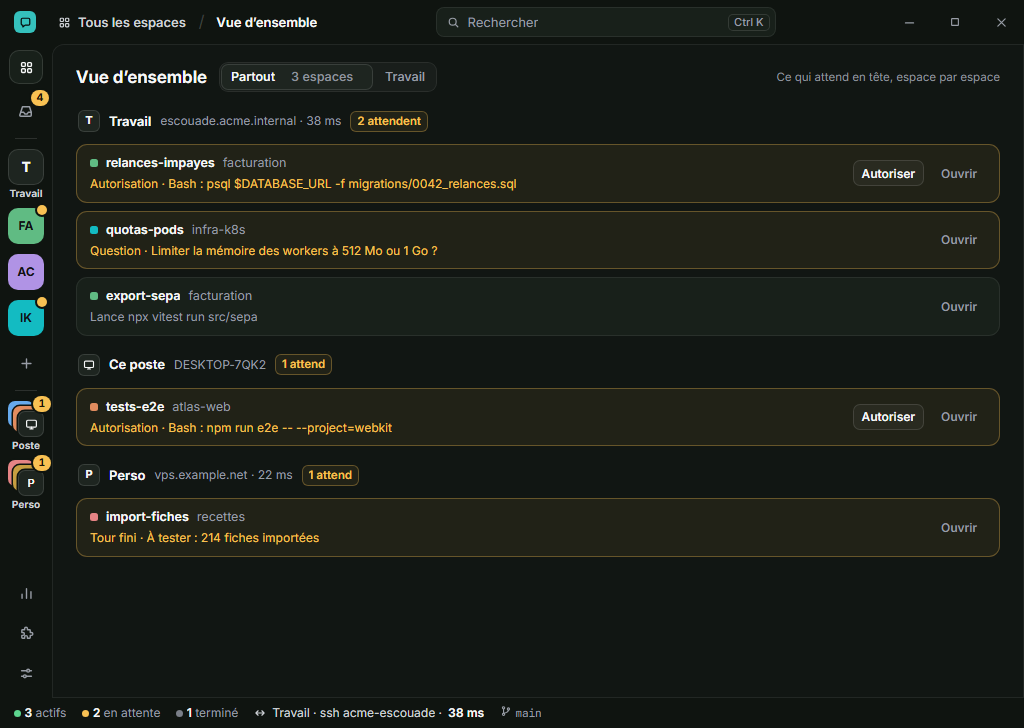 Tous les espaces / Vue d’ensemble
Rechercher Ctrl K
Vue d’ensemble Partout 3 espaces Travail Ce qui attend en tête, espace par espace
4
T
Travail
FA
AC
IK
1
Poste
1
P
Perso
T Travail escouade.acme.internal · 38 ms 2 attendent
relances-impayes facturation
Autorisation · Bash : psql $DATABASE_URL -f migrations/0042_relances.sql
Autoriser Ouvrir
quotas-pods infra-k8s
Question · Limiter la mémoire des workers à 512 Mo ou 1 Go ?
Ouvrir
export-sepa facturation
Lance npx vitest run src/sepa
Ouvrir
Ce poste DESKTOP-7QK2 1 attend
tests-e2e atlas-web
Autorisation · Bash : npm run e2e -- --project=webkit
Autoriser Ouvrir
P Perso vps.example.net · 22 ms 1 attend
import-fiches recettes
Tour fini · À tester : 214 fiches importées
Ouvrir
3 actifs 2 en attente 1 terminé ↔ Travail · ssh acme-escouade · 38 ms main